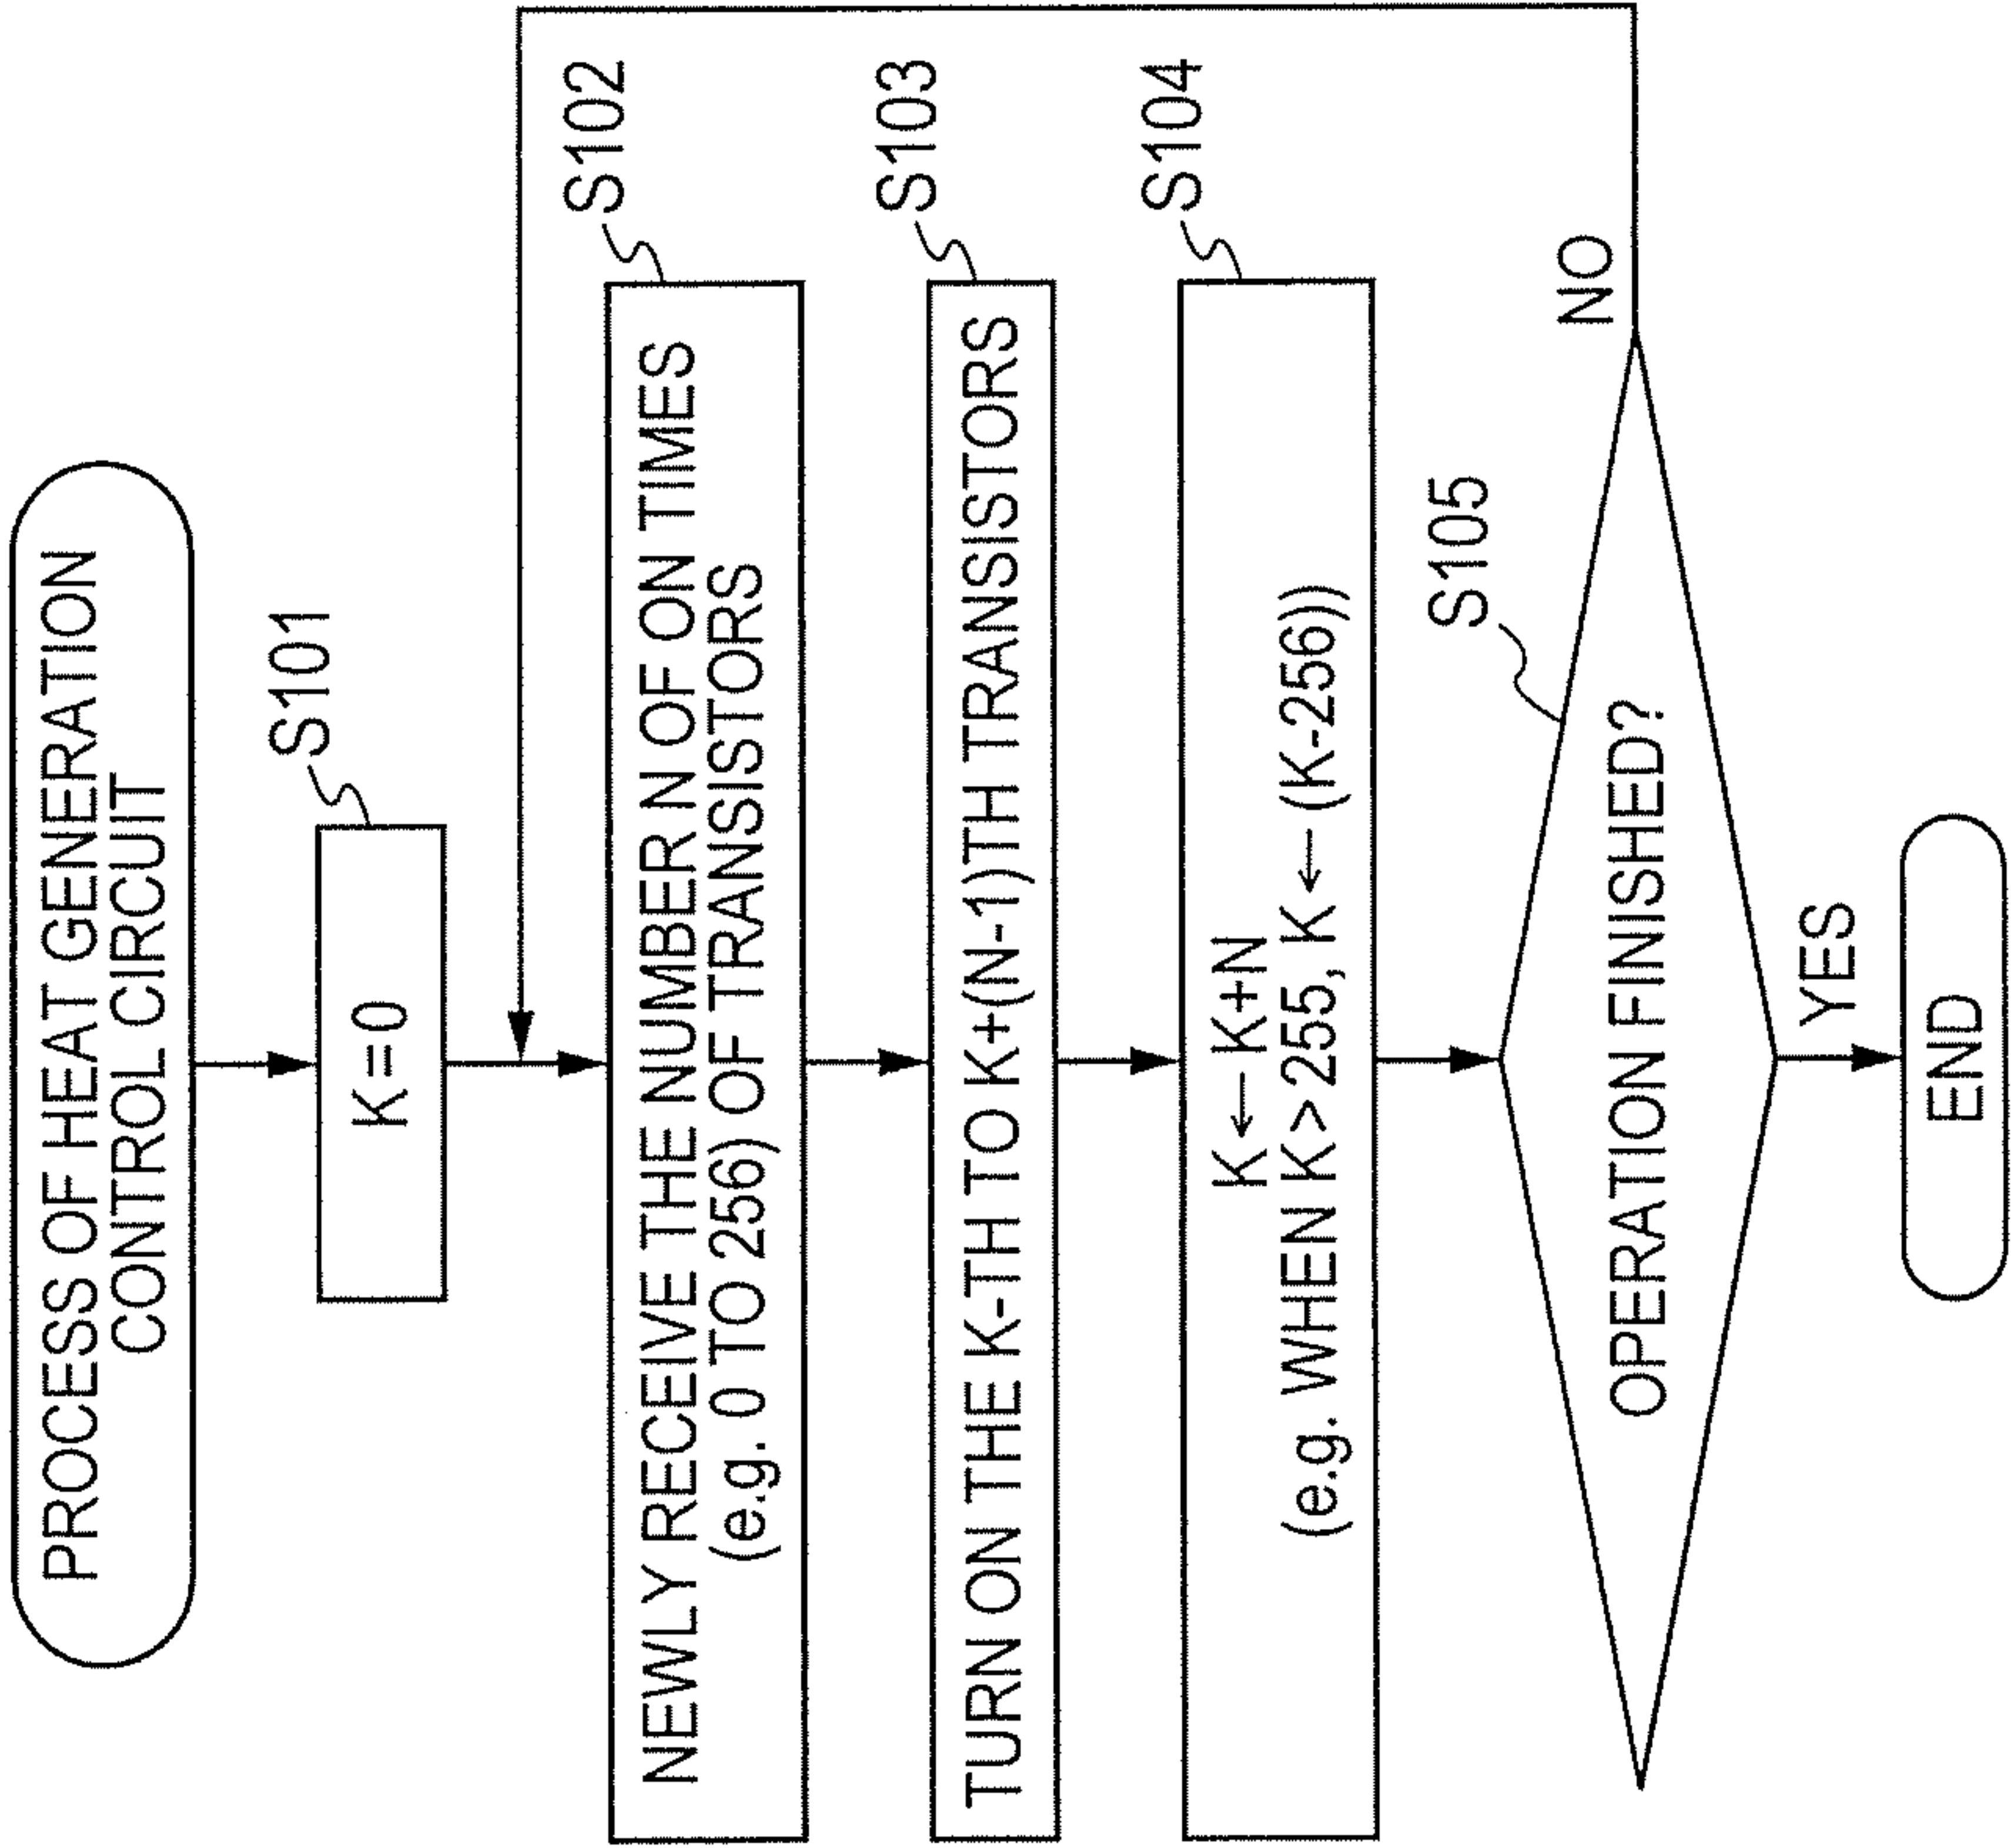 PROCESS OF HEAT GENERATION
CONTROL CIRCUIT
S101
K=0
S102
NEWLY RECEIVE THE NUMBER N OF ON TIMES
(e.g. 0 TO 256) OF TRANSISTORS
S103
TURN ON THE K-TH TO K+(N-1)TH TRANSISTORS
S104
K←K+N
(e.g. WHEN K>255, K←(K-256))
S105
OPERATION FINISHED?
NO
YES
END